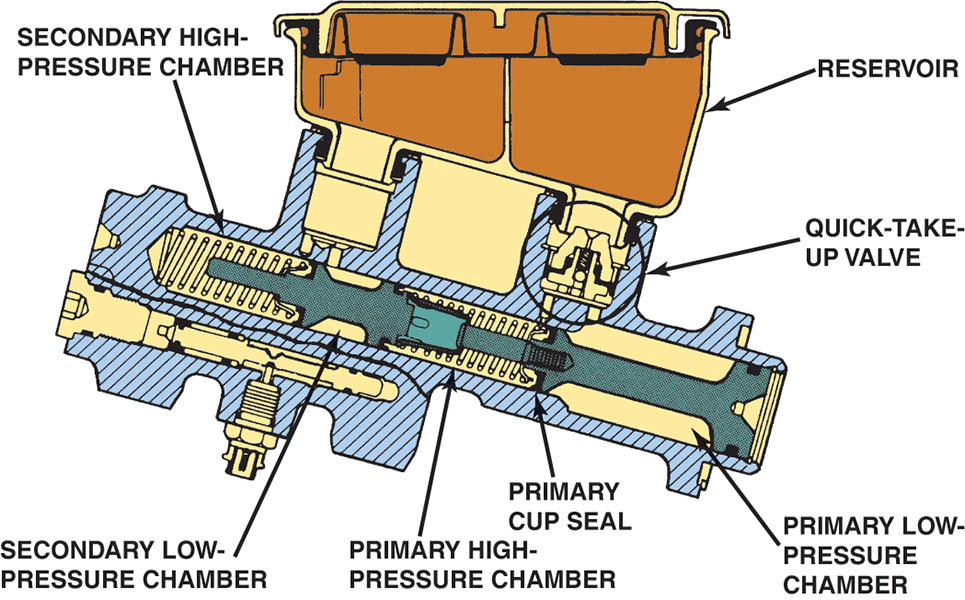 SECONDARY HIGH-
PRESSURE CHAMBER
RESERVOIR
QUICK-TAKE-
UP VALVE
SECONDARY LOW-
PRESSURE CHAMBER
PRIMARY HIGH-
PRESSURE CHAMBER
PRIMARY
CUP SEAL
PRIMARY LOW-
PRESSURE
CHAMBER